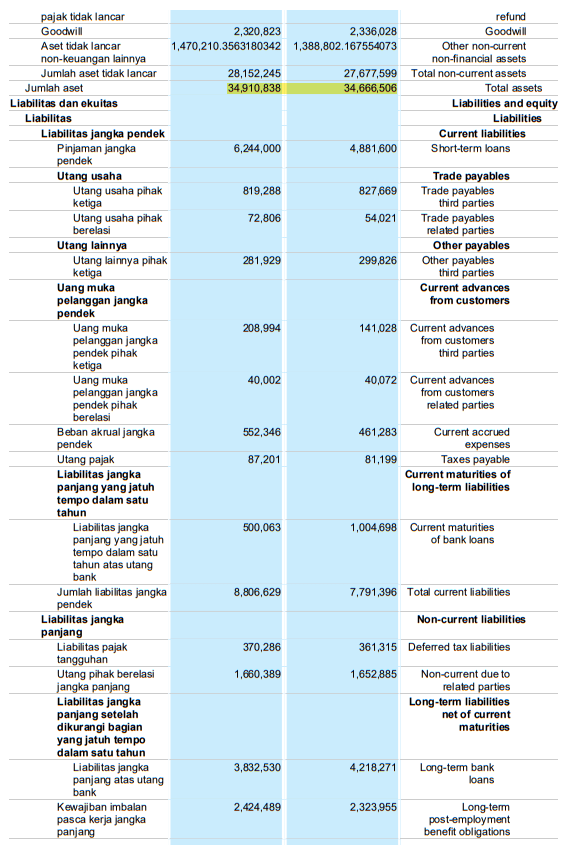 pajak tidak lancar refund
Goodwill 2,320,823 2,336,028 Goodwill
Aset tidak lancar 1,470,210.3563180342 1,388,802.167554073 Other non-current
non-keuangan lainnya non-financial assets
Jumlah aset tidak lancar 28,152,245 27,677,599 Total non-current assets
Jumlah aset 34,910,838 34,666,506 Total assets
Liabilitas dan ekuitas Liabilities and equity
Liabilitas Liabilities
Liabilitas jangka pendek Current liabilities
Pinjaman jangka 6,244,000 4,881,600 Short-term loans
pendek
Utang usaha Trade payables
Utang usaha pihak 819,288 827,669 Trade payables
ketiga third parties
Utang usaha pihak 72,806 54,021 Trade payables
berelasi related parties
Utang lainnya Other payables
Utang lainnya pihak 281,929 299,826 Other payables
ketiga third parties
Uang muka Current advances
pelanggan jangka from customers
pendek
Uang muka 208,994 141,028 Current advances
pelanggan jangka from customers
pendek pihak third parties
ketiga
Uang muka 40,002 40,072 Current advances
pelanggan jangka from customers
pendek pihak related parties
berelasi
Beban akrual jangka 552,346 461,283 Current accrued
pendek expenses
Utang pajak 87,201 81,199 Taxes payable
Liabilitas jangka Current maturities of
panjang yang jatuh long-term liabilities
tempo dalam satu
tahun
Liabilitas jangka 500,063 1,004,698 Current maturities
panjang yang jatuh of bank loans
tempo dalam satu
tahun atas utang
bank
Jumlah liabilitas jangka 8,806,629 7,791,396 Total current liabilities
pendek
Liabilitas jangka Non-current liabilities
panjang
Liabilitas pajak 370,286 361,315 Deferred tax liabilities
tangguhan
Utang pihak berelasi 1,660,389 1,652,885 Non-current due to
jangka panjang related parties
Liabilitas jangka Long-term liabilities
panjang setelah net of current
dikurangi bagian maturities
yang jatuh tempo
dalam satu tahun
Liabilitas jangka 3,832,530 4,218,271 Long-term bank
panjang atas utang loans
bank
Kewajiban imbalan 2,424,489 2,323,955 Long-term
pasca kerja jangka post-employment
panjang benefit obligations